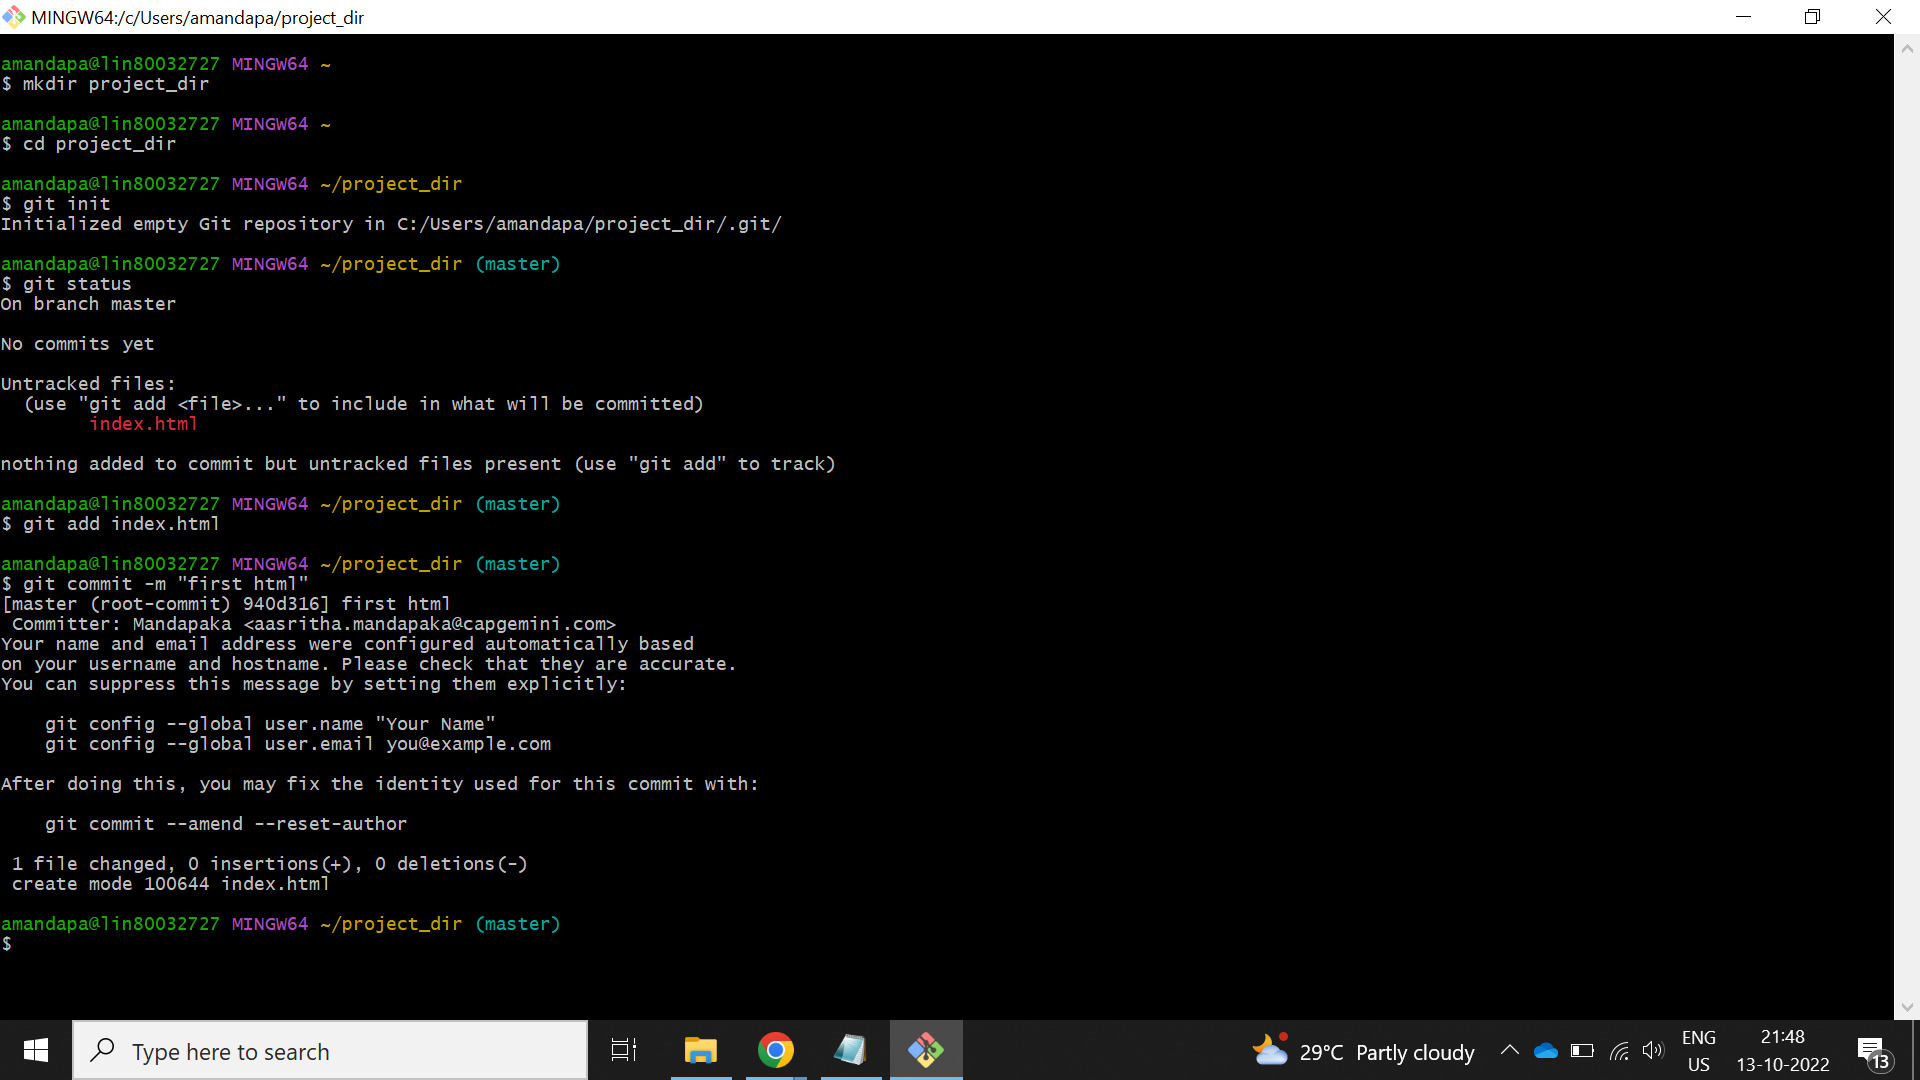 MINGW64:/c/Users/amandapa/project_dir
amandapa@lin80032727 MINGW64 ~
$ mkdir project_dir
amandapa@lin80032727 MINGW64 ~
$ cd project_dir
amandapa@lin80032727 MINGW64 ~/project_dir
$ git init
Initialized empty Git repository in C:/Users/amandapa/project_dir/.git/
amandapa@lin80032727 MINGW64 ~/project_dir (master)
$ git status
On branch master
No commits yet
Untracked files:
  (use "git add <file>..." to include in what will be committed)
        index.html
nothing added to commit but untracked files present (use "git add" to track)
amandapa@lin80032727 MINGW64 ~/project_dir (master)
$ git add index.html
amandapa@lin80032727 MINGW64 ~/project_dir (master)
$ git commit -m "first html"
[master (root-commit) 940d316] first html
 Committer: Mandapaka <aasritha.mandapaka@capgemini.com>
Your name and email address were configured automatically based
on your username and hostname. Please check that they are accurate.
You can suppress this message by setting them explicitly:
    git config --global user.name "Your Name"
    git config --global user.email you@example.com
After doing this, you may fix the identity used for this commit with:
    git commit --amend --reset-author
 1 file changed, 0 insertions(+), 0 deletions(-)
 create mode 100644 index.html
amandapa@lin80032727 MINGW64 ~/project_dir (master)
$
Type here to search
29°C Partly cloudy
ENG
US
21:48
13-10-2022
13